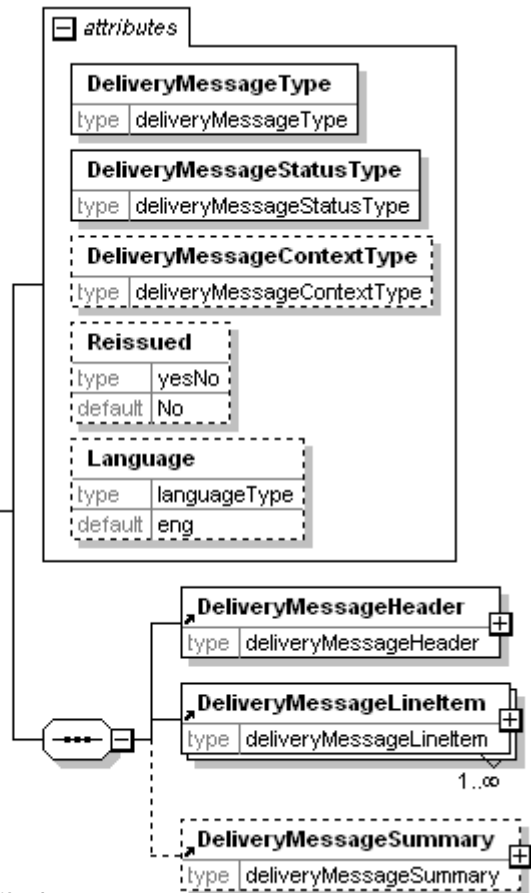 attributes
DeliveryMessageType
type deliveryMessageType
DeliveryMessageStatusType
type deliveryMessageStatusType
DeliveryMessageContextType
type deliveryMessageContextType
Reissued
type yesNo
default No
Language
type languageType
default eng
DeliveryMessageHeader
type deliveryMessageHeader
DeliveryMessageLineItem
type deliveryMessageLineItem
1..∞
DeliveryMessageSummary
type deliveryMessageSummary